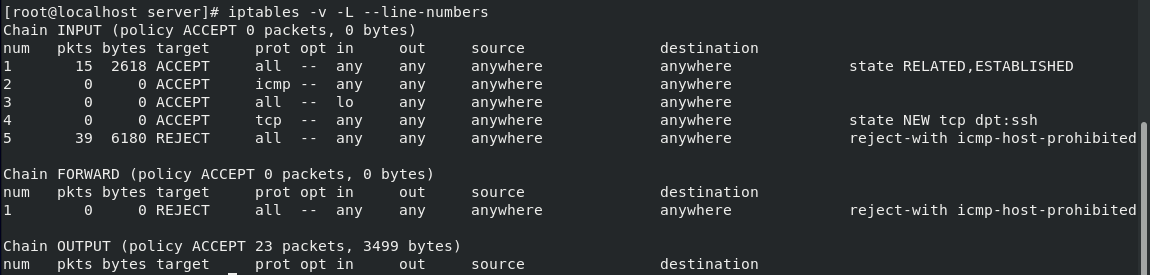 [root@localhost server]# iptables -v -L --line-numbers
Chain INPUT (policy ACCEPT 0 packets, 0 bytes)
num   pkts bytes target     prot opt in     out     source               destination
1       15  2618 ACCEPT     all  --  any    any     anywhere             anywhere             state RELATED,ESTABLISHED
2        0     0 ACCEPT     icmp --  any    any     anywhere             anywhere
3        0     0 ACCEPT     all  --  lo     any     anywhere             anywhere
4        0     0 ACCEPT     tcp  --  any    any     anywhere             anywhere             state NEW tcp dpt:ssh
5       39  6180 REJECT     all  --  any    any     anywhere             anywhere             reject-with icmp-host-prohibited
Chain FORWARD (policy ACCEPT 0 packets, 0 bytes)
num   pkts bytes target     prot opt in     out     source               destination
1        0     0 REJECT     all  --  any    any     anywhere             anywhere             reject-with icmp-host-prohibited
Chain OUTPUT (policy ACCEPT 23 packets, 3499 bytes)
num   pkts bytes target     prot opt in     out     source               destination